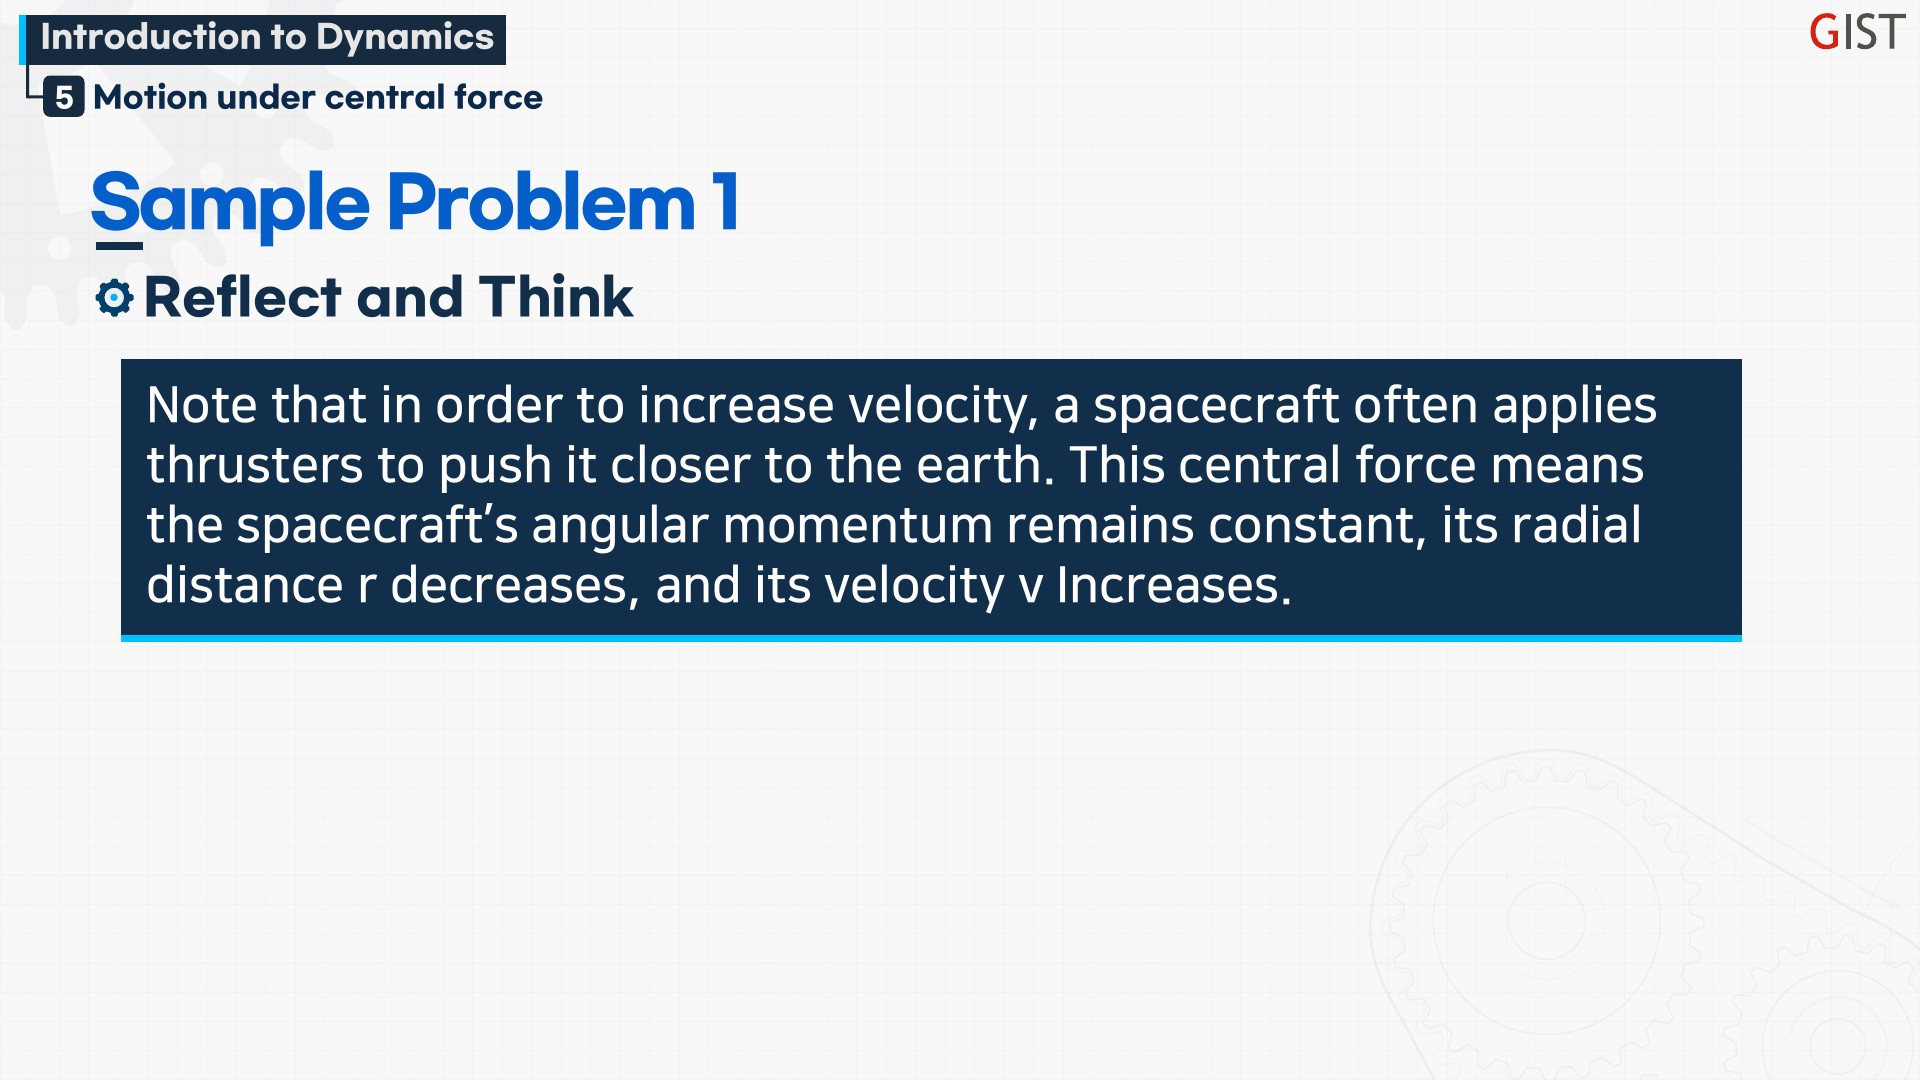 Introduction to Dynamics
GIST
5 Motion under central force
Sample Problem 1
Reflect and Think
Note that in order to increase velocity, a spacecraft often applies
thrusters to push it closer to the earth. This central force means
the spacecraft’s angular momentum remains constant, its radial
distance r decreases, and its velocity v Increases.